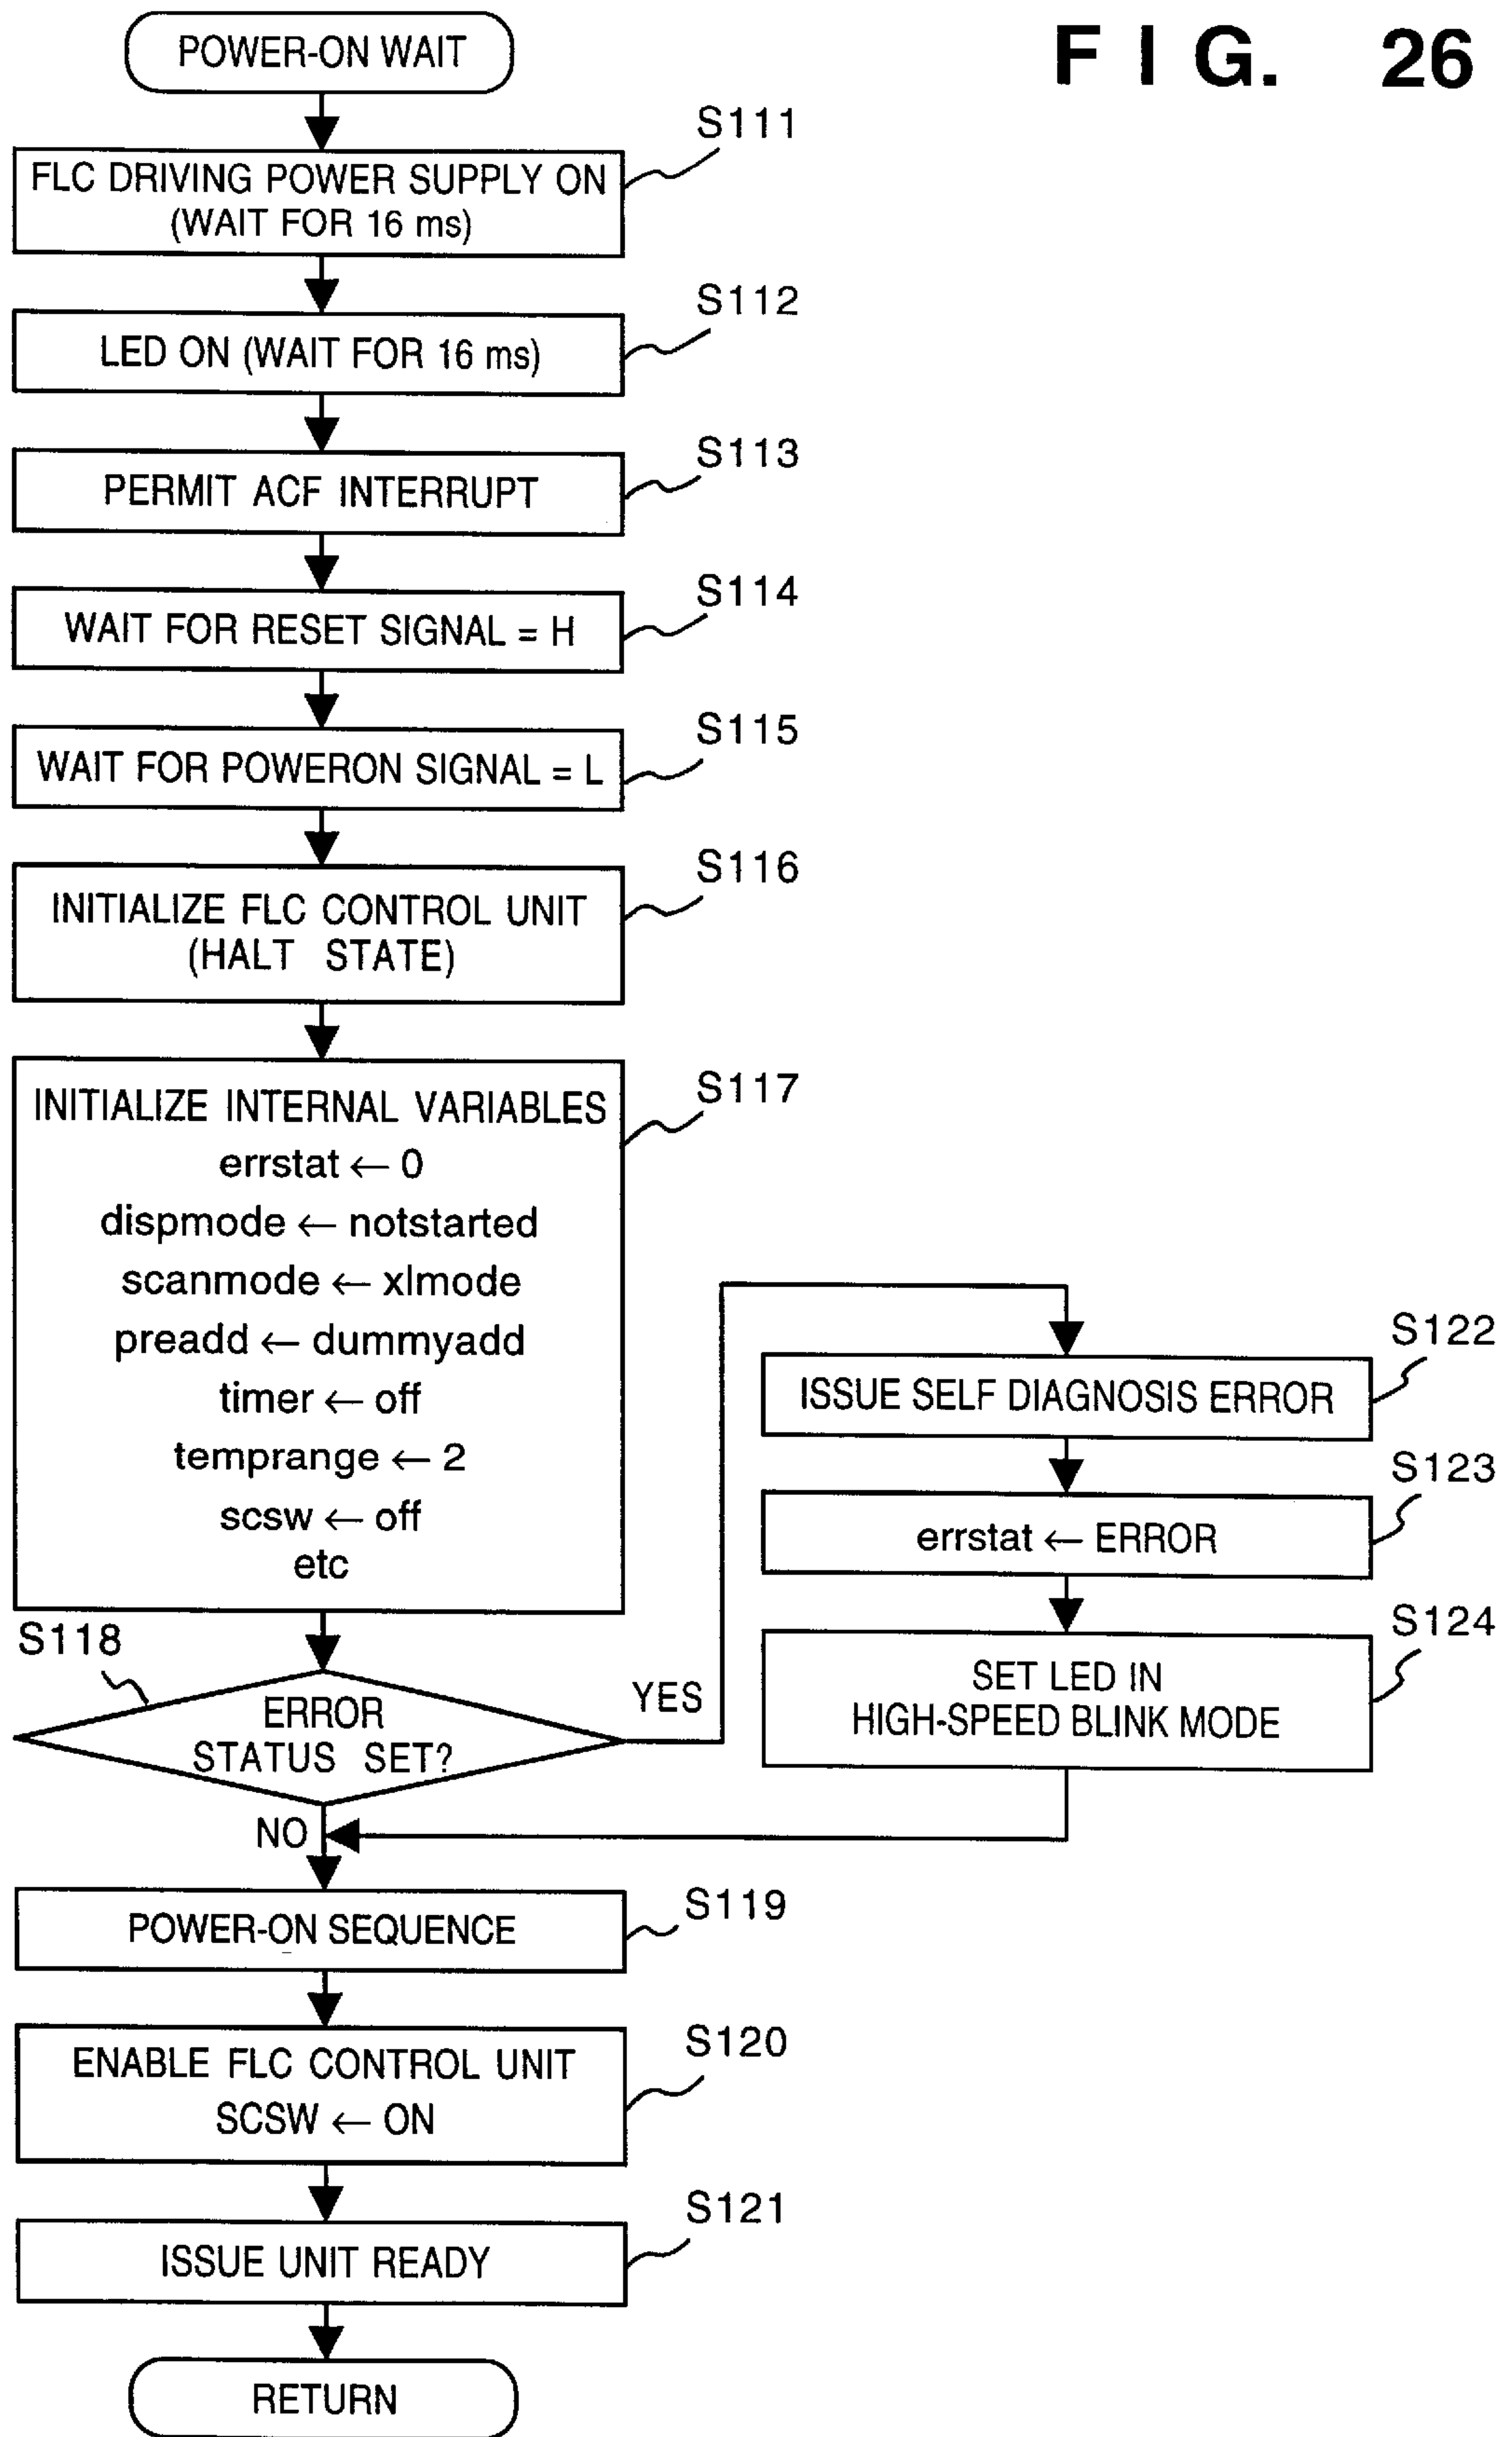 FIG. 26
POWER-ON WAIT
S111
FLC DRIVING POWER SUPPLY ON
(WAIT FOR 16 ms)
S112
LED ON (WAIT FOR 16 ms)
S113
PERMIT ACF INTERRUPT
S114
WAIT FOR RESET SIGNAL = H
S115
WAIT FOR POWERON SIGNAL = L
S116
INITIALIZE FLC CONTROL UNIT
(HALT STATE)
S117
INITIALIZE INTERNAL VARIABLES
errstat ← 0
dispmode ← notstarted
scanmode ← xlmode
preadd ← dummyadd
timer ← off
temprange ← 2
scsw ← off
etc
S118
ERROR
STATUS SET?
YES
NO
S122
ISSUE SELF DIAGNOSIS ERROR
S123
errstat ← ERROR
S124
SET LED IN
HIGH-SPEED BLINK MODE
S119
POWER-ON SEQUENCE
S120
ENABLE FLC CONTROL UNIT
SCSW ← ON
S121
ISSUE UNIT READY
RETURN